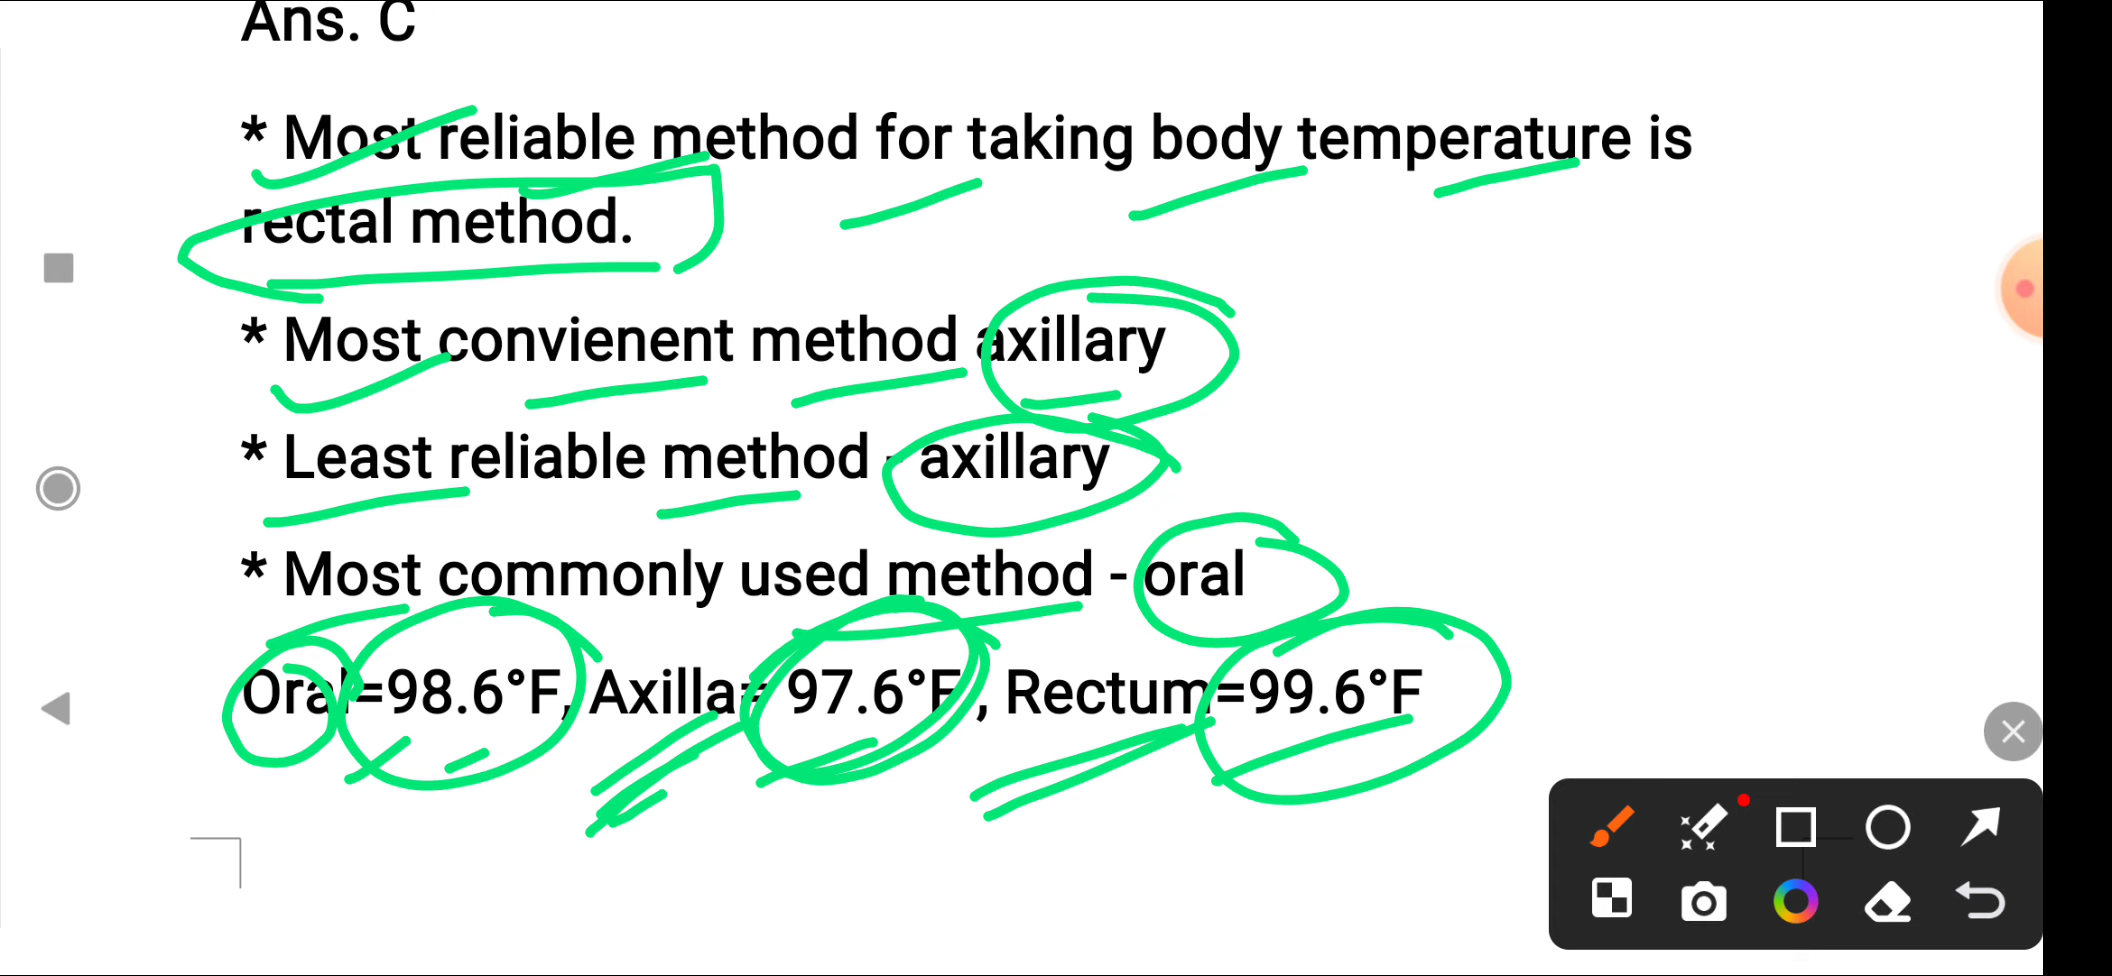 Ans. C
* Most reliable method for taking body temperature is
rectal method.
* Most convienent method axillary
* Least reliable method - axillary
* Most commonly used method - oral
Oral=98.6°F, Axilla= 97.6°F, Rectum=99.6°F